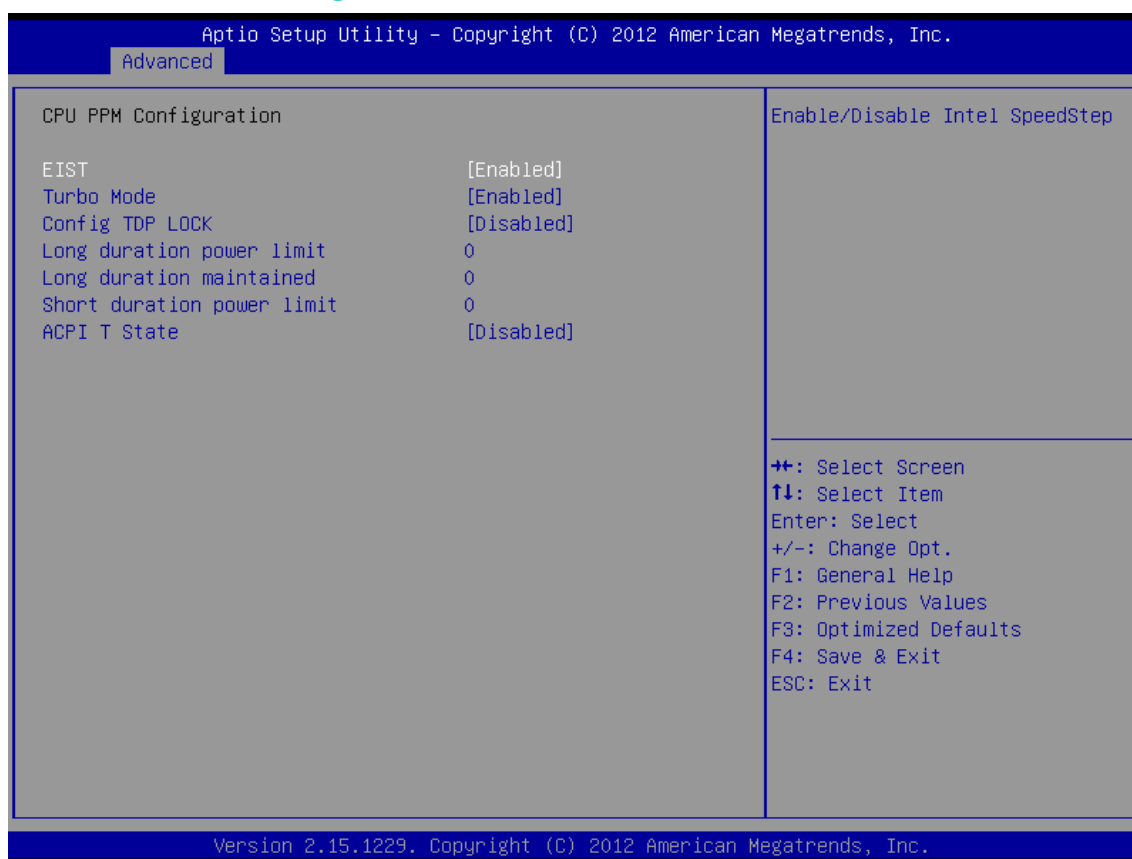 Aptio Setup Utility – Copyright (C) 2012 American Megatrends, Inc.
Advanced
CPU PPM Configuration
EIST [Enabled]
Turbo Mode [Enabled]
Config TDP LOCK [Disabled]
Long duration power limit 0
Long duration maintained 0
Short duration power limit 0
ACPI T State [Disabled]
Enable/Disable Intel SpeedStep
→←: Select Screen
↑↓: Select Item
Enter: Select
+/-: Change Opt.
F1: General Help
F2: Previous Values
F3: Optimized Defaults
F4: Save & Exit
ESC: Exit
Version 2.15.1229. Copyright (C) 2012 American Megatrends, Inc.